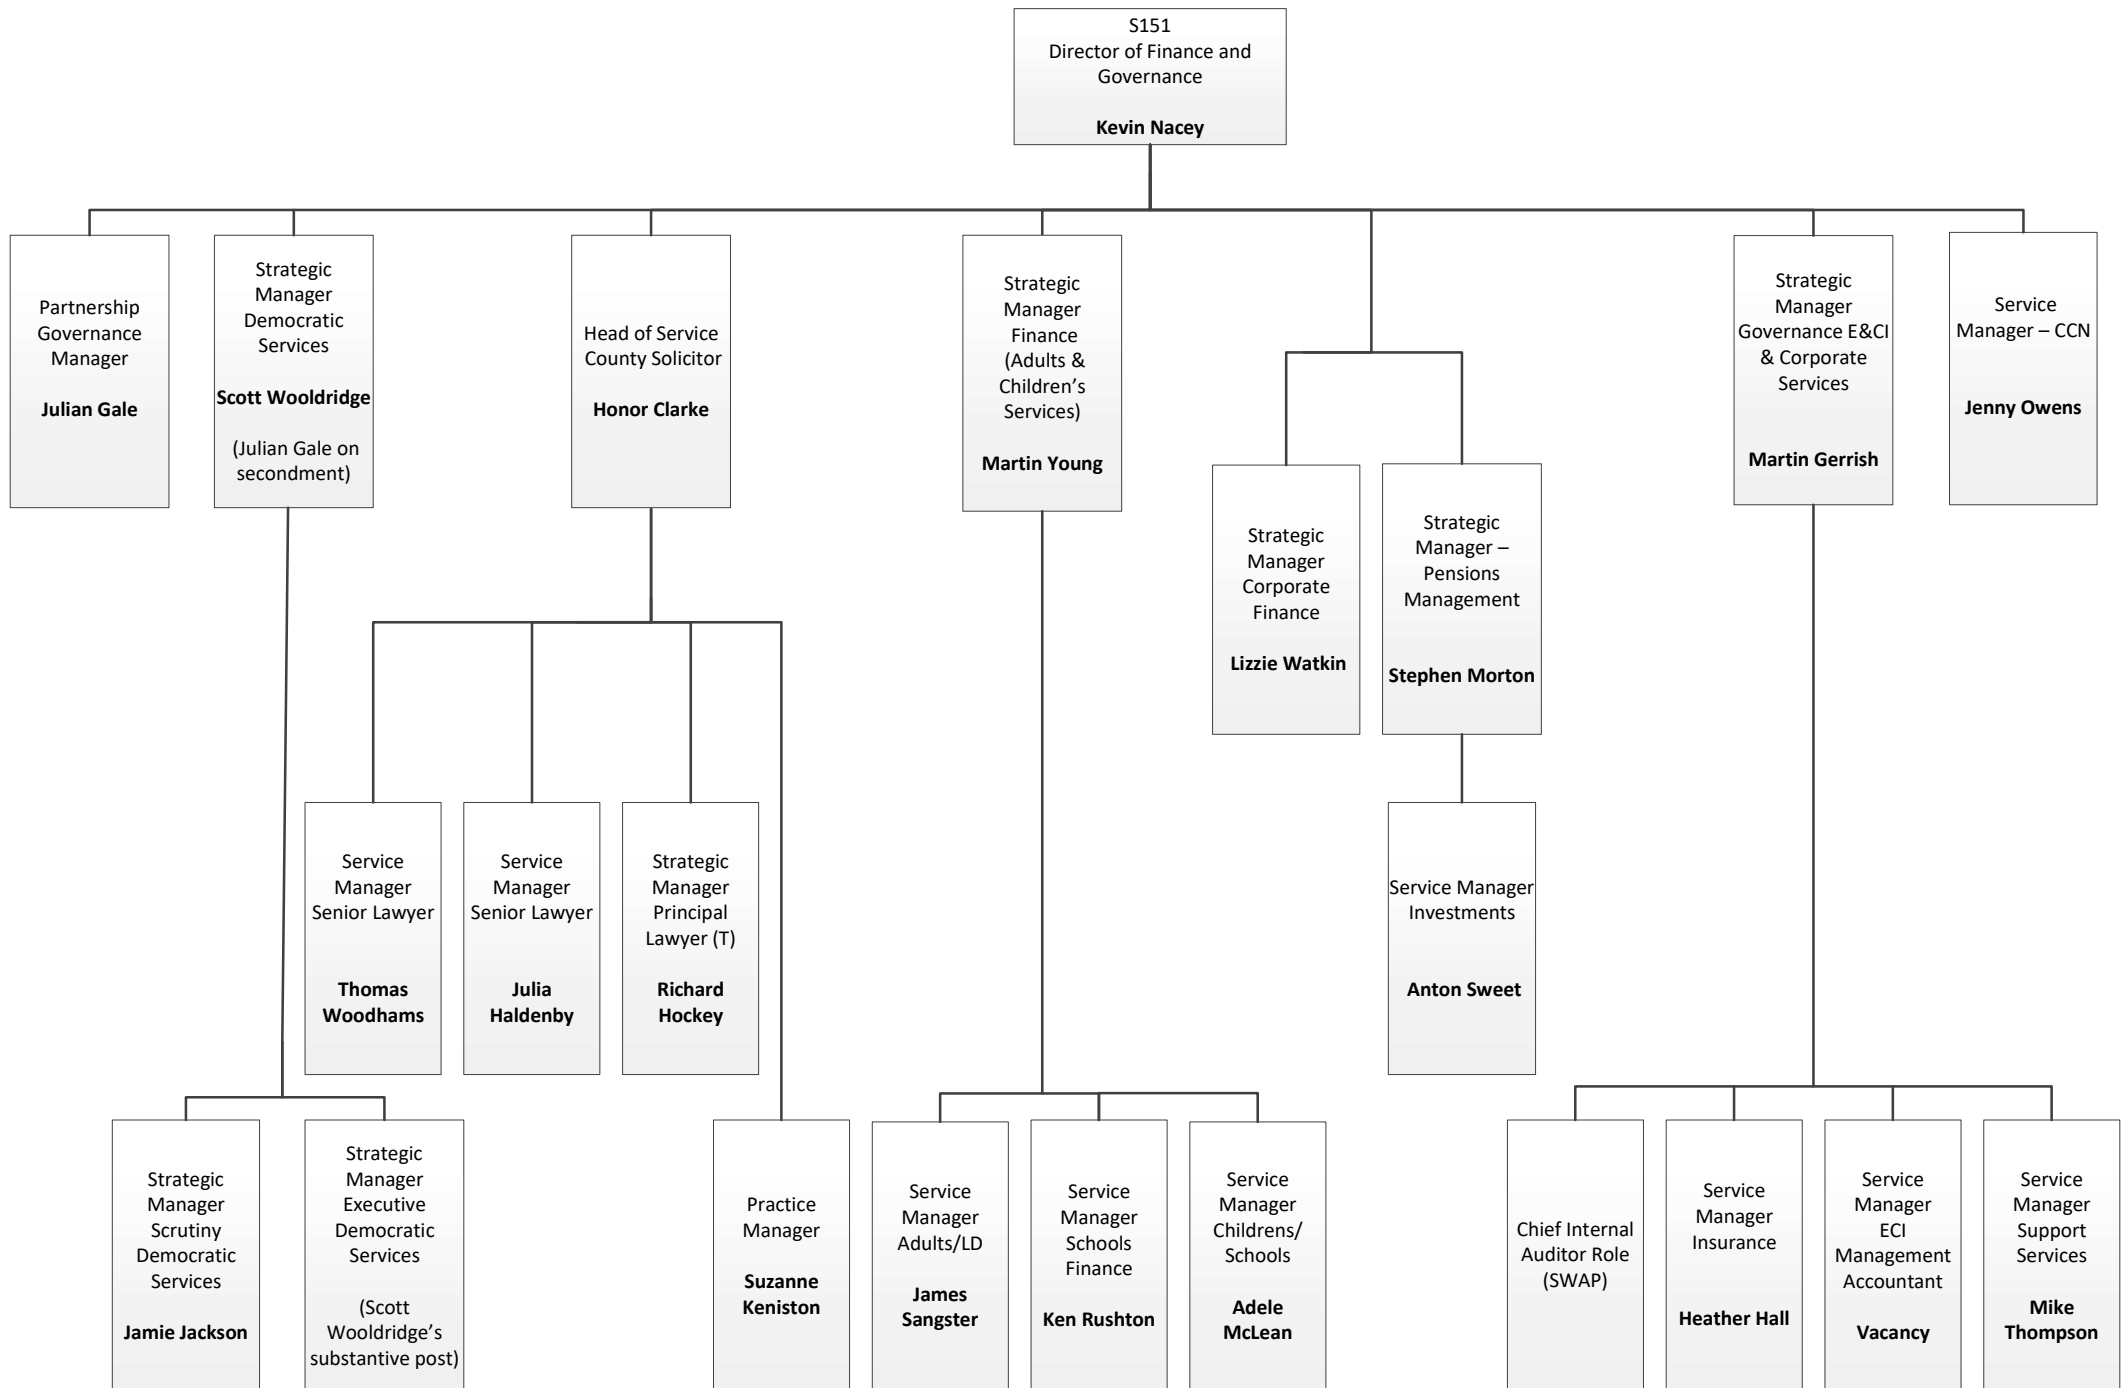 S151
Director of Finance and
Governance
Kevin Nacey
Partnership
Governance
Manager
Julian Gale
Strategic
Manager
Democratic
Services
Scott Wooldridge
(Julian Gale on
secondment)
Head of Service
County Solicitor
Honor Clarke
Strategic
Manager
Finance
(Adults &
Children’s
Services)
Martin Young
Strategic
Manager
Corporate
Finance
Lizzie Watkin
Strategic
Manager –
Pensions
Management
Stephen Morton
Strategic
Manager
Governance E&CI
& Corporate
Services
Martin Gerrish
Service
Manager – CCN
Jenny Owens
Service
Manager
Senior Lawyer
Thomas
Woodhams
Service
Manager
Senior Lawyer
Julia
Haldenby
Strategic
Manager
Principal
Lawyer (T)
Richard
Hockey
Service Manager
Investments
Anton Sweet
Strategic
Manager
Scrutiny
Democratic
Services
Jamie Jackson
Strategic
Manager
Executive
Democratic
Services
(Scott
Wooldridge’s
substantive post)
Practice
Manager
Suzanne
Keniston
Service
Manager
Adults/LD
James
Sangster
Service
Manager
Schools
Finance
Ken Rushton
Service
Manager
Childrens/
Schools
Adele
McLean
Chief Internal
Auditor Role
(SWAP)
Service
Manager
Insurance
Heather Hall
Service
Manager
ECI
Management
Accountant
Vacancy
Service
Manager
Support
Services
Mike
Thompson